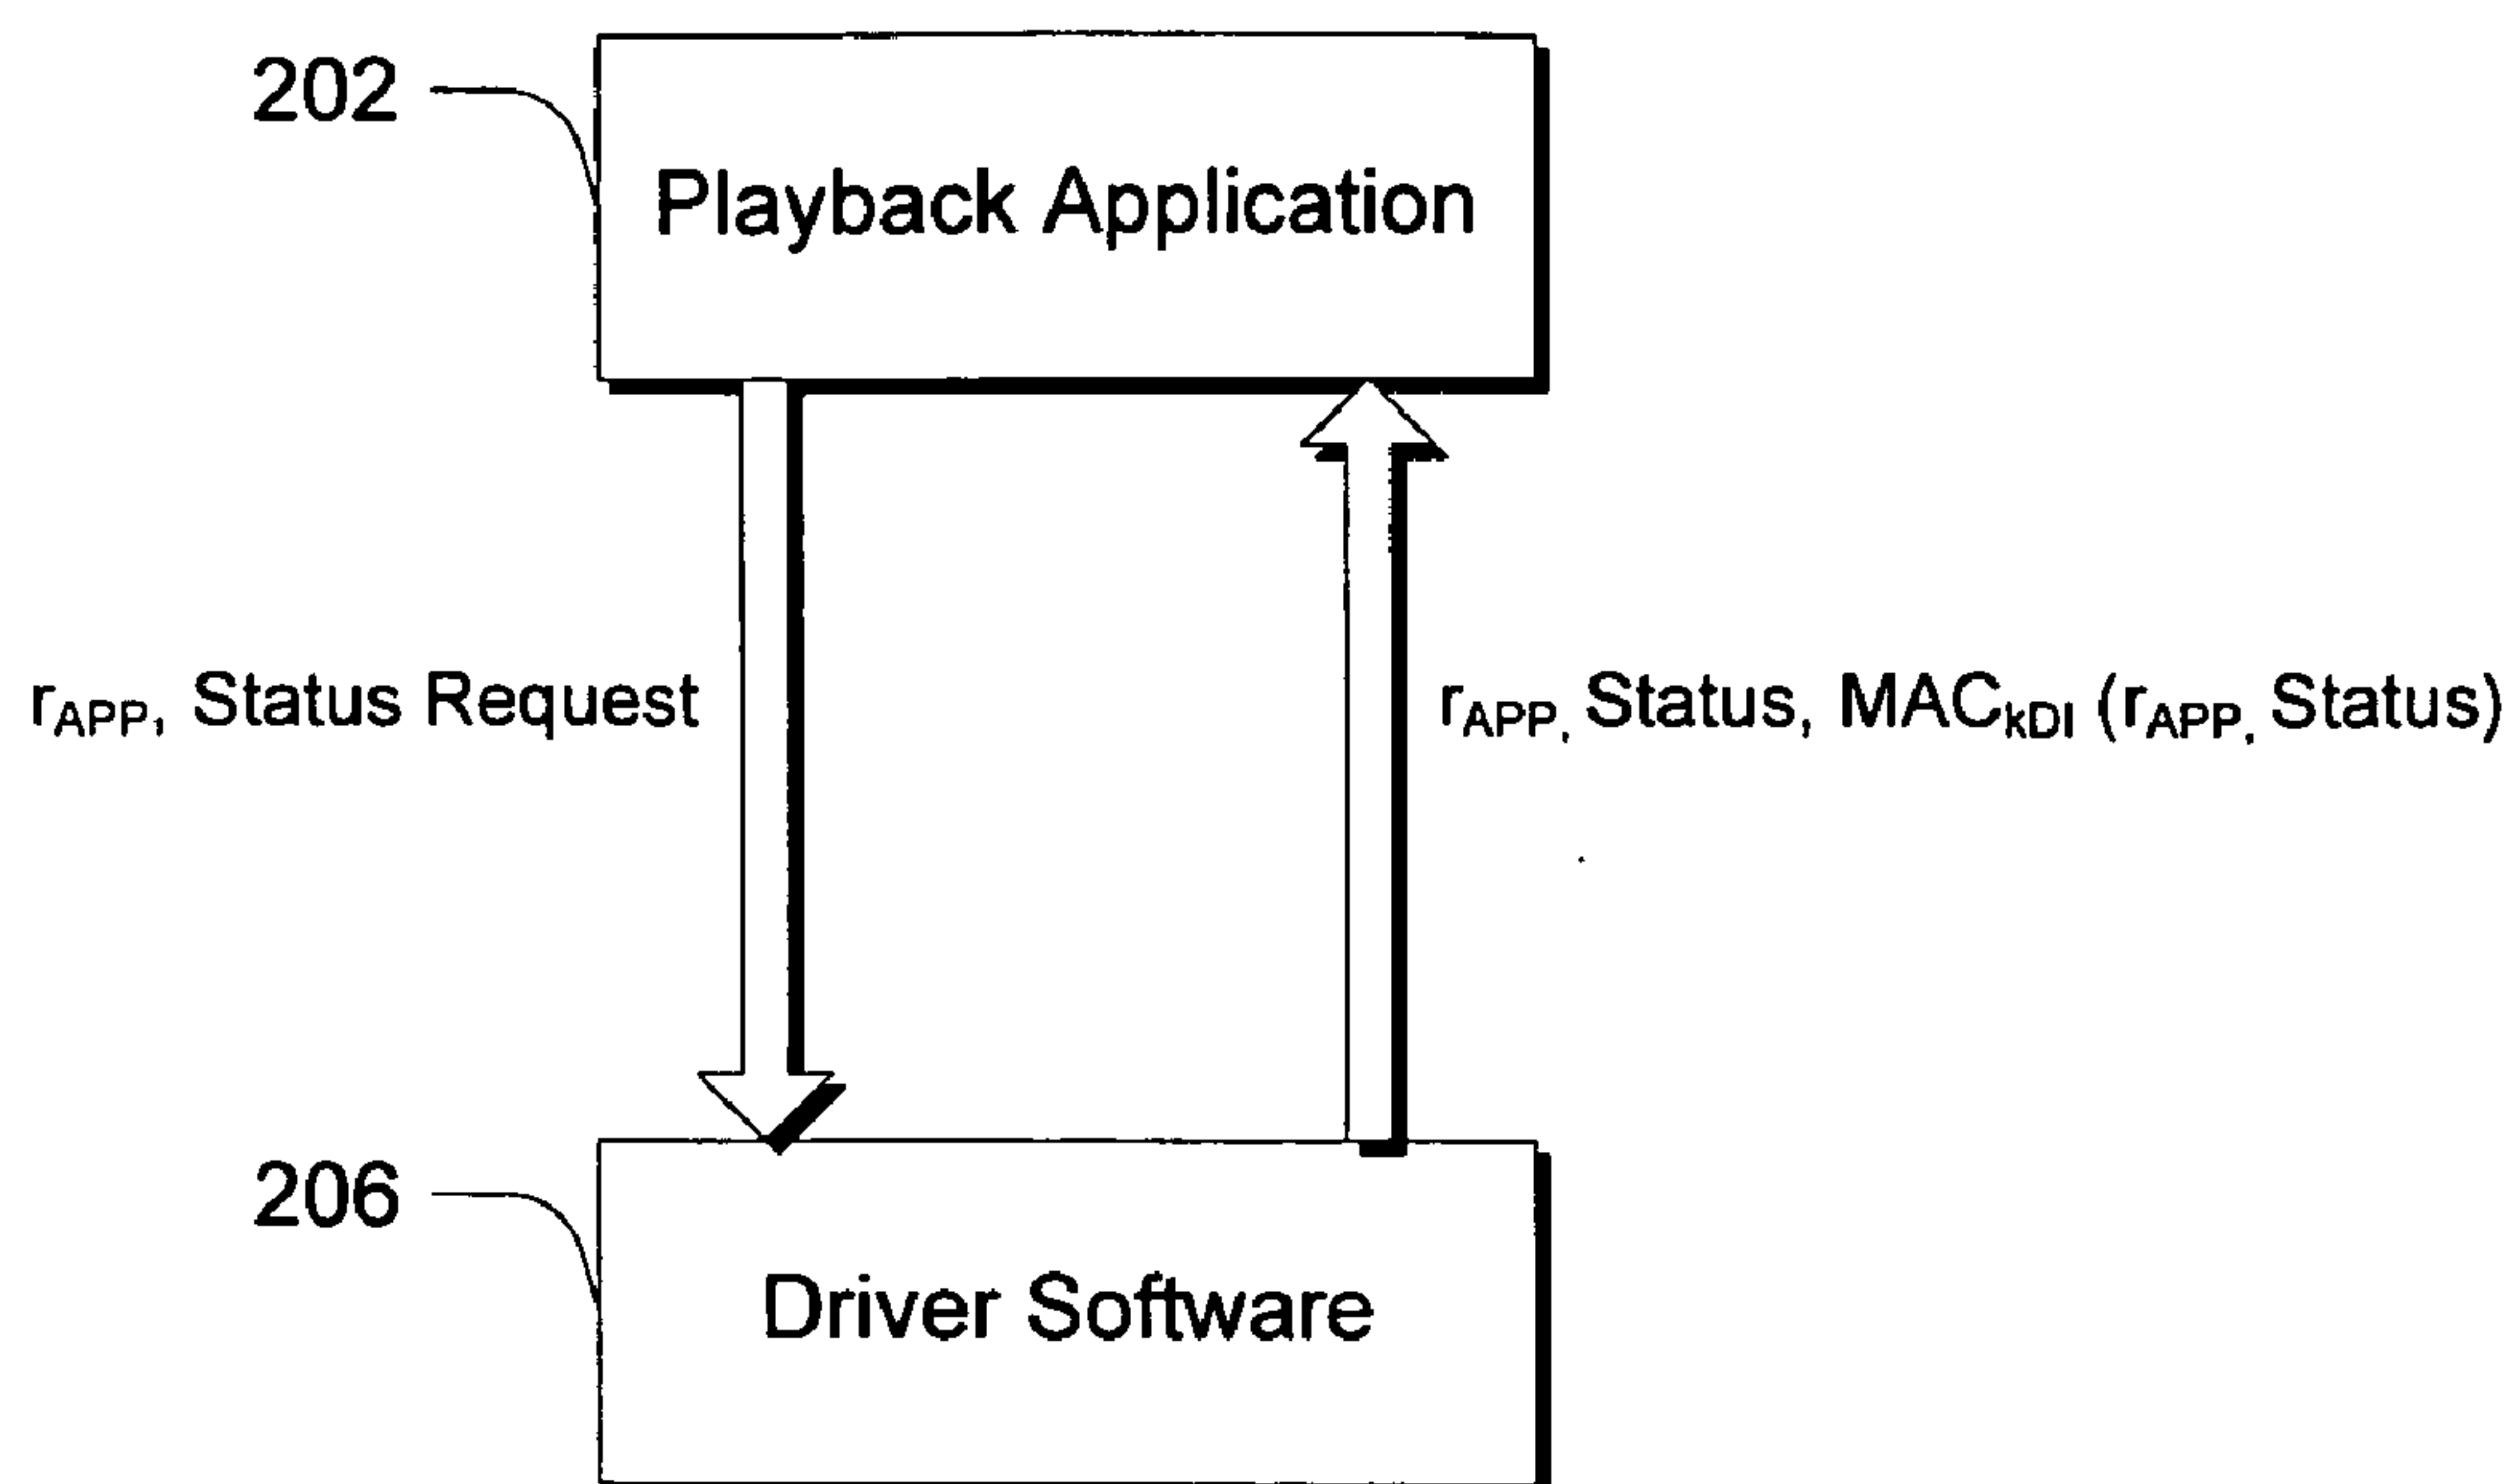 202
Playback Application
rAPP, Status Request
rAPP, Status, MACkDI (rAPP, Status)
206
Driver Software